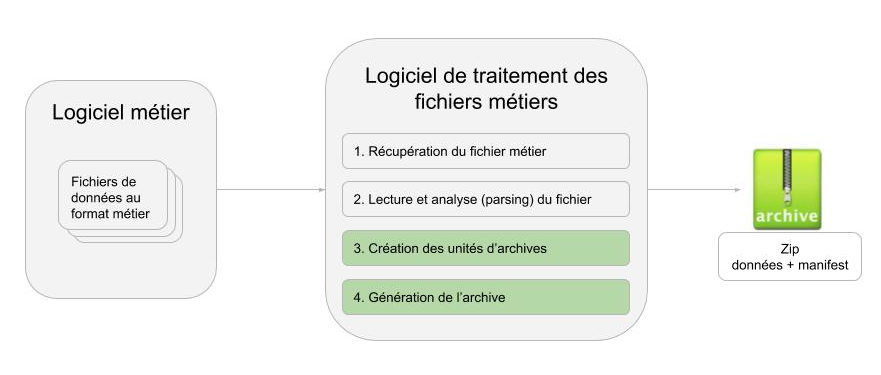 Logiciel métier
Fichiers de
données au
format métier
Logiciel de traitement des
fichiers métiers
1. Récupération du fichier métier
2. Lecture et analyse (parsing) du fichier
3. Création des unités d'archives
4. Génération de l'archive
archive
Zip
données + manifest